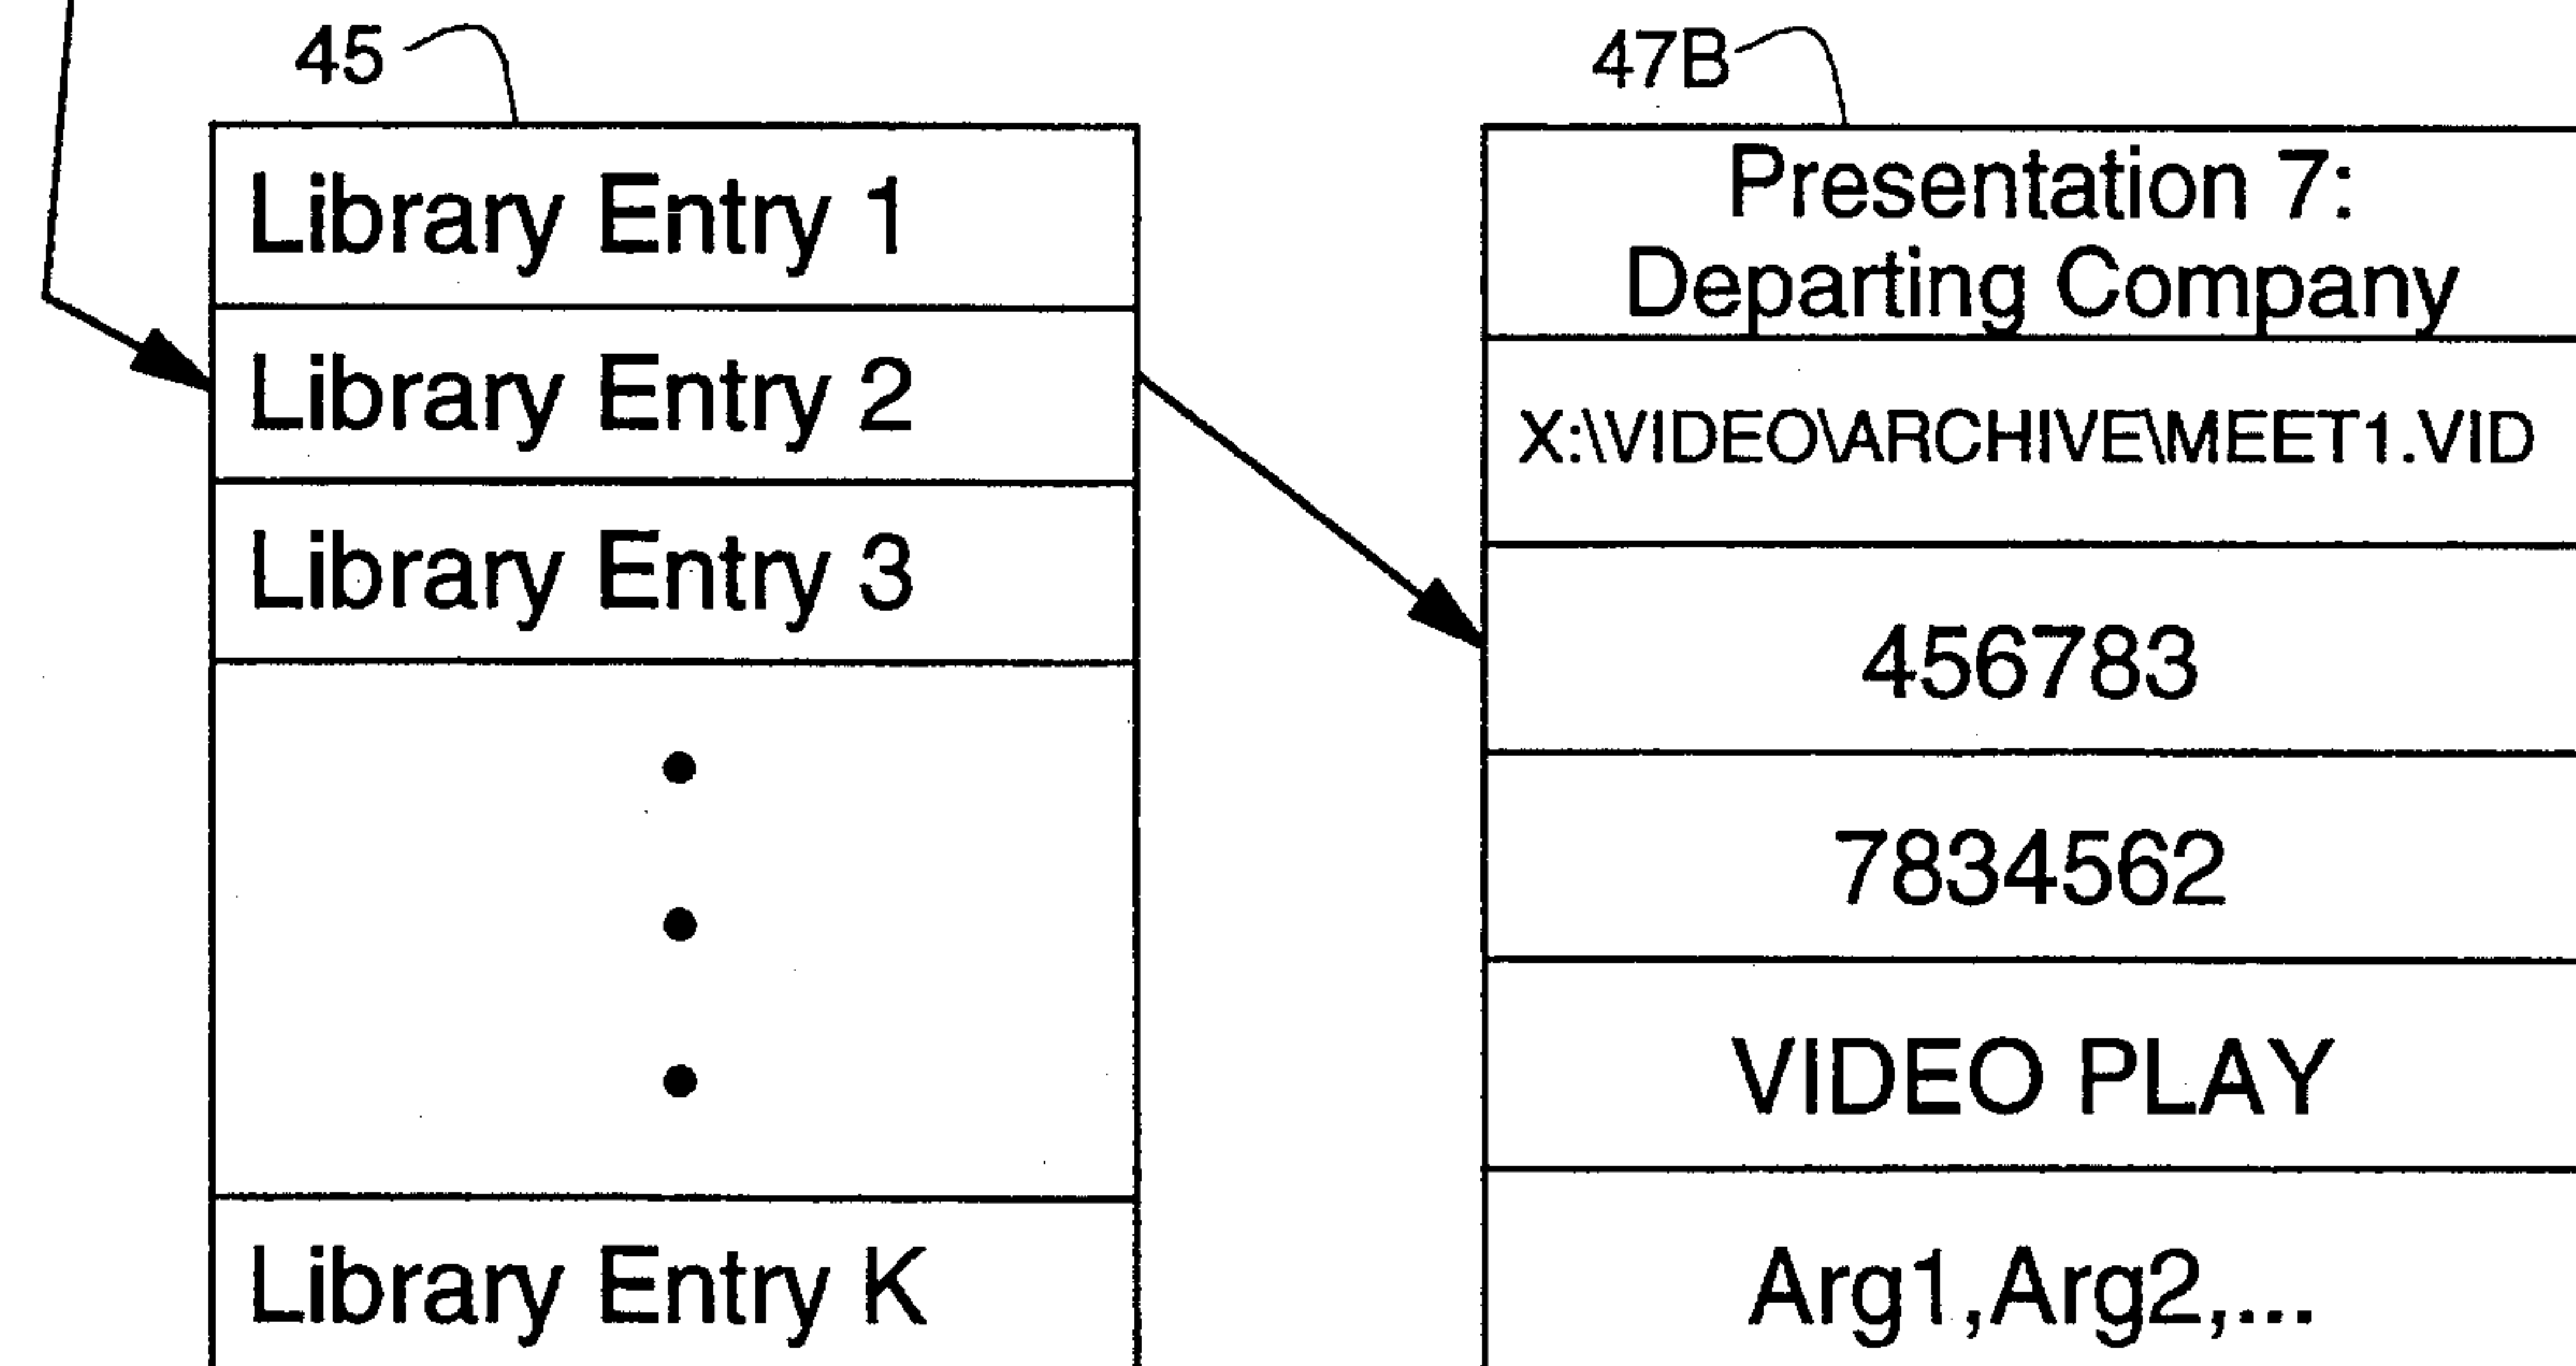 45
Library Entry 1
Library Entry 2
Library Entry 3
Library Entry K
47B
Presentation 7:
Departing Company
X:\VIDEO\ARCHIVE\MEET1.VID
456783
7834562
VIDEO PLAY
Arg1,Arg2,...